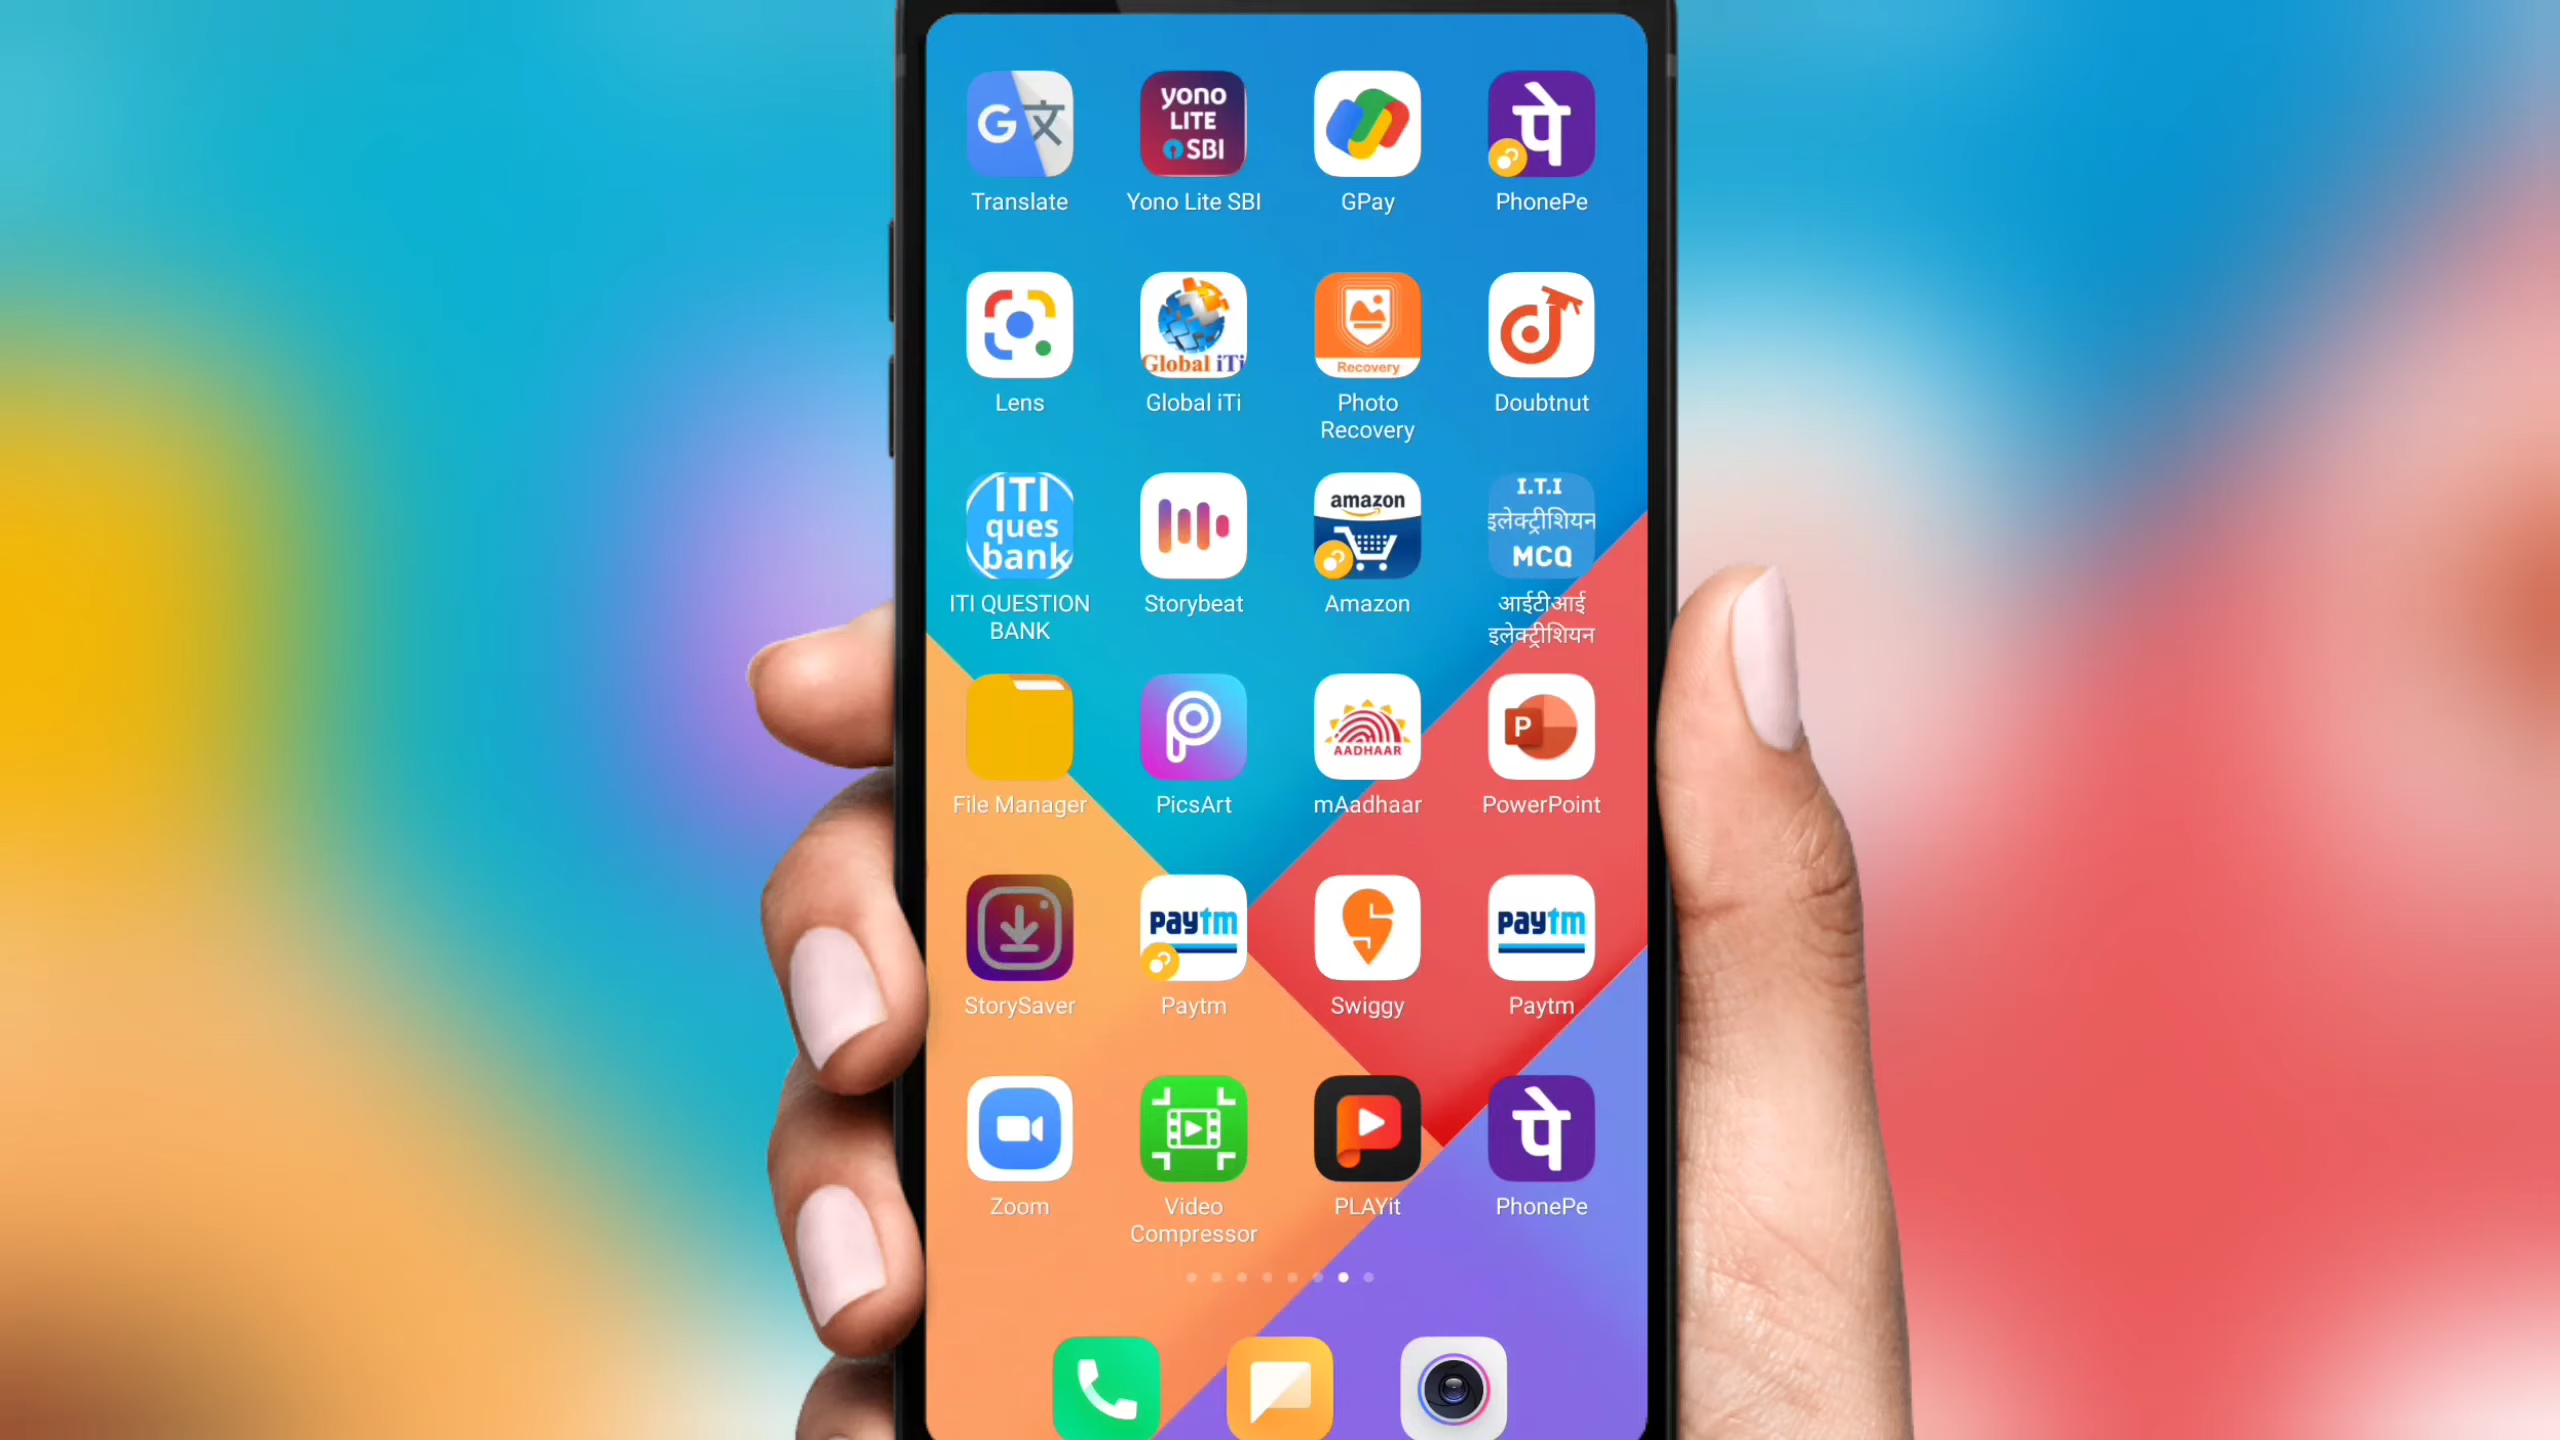 G文
yono
LITE
SBI
पे
Translate
Yono Lite SBI
GPay
PhonePe
Global iTi
Recovery
Lens
Global iTi
Photo
Recovery
Doubtnut
ITI
ques
bank
amazon
I.T.I
इलेक्ट्रीशियन
MCQ
ITI QUESTION
BANK
Storybeat
Amazon
आईटीआई
इलेक्ट्रीशियन
AADHAAR
P
File Manager
PicsArt
mAadhaar
PowerPoint
paytm
paytm
StorySaver
Paytm
Swiggy
Paytm
पे
Zoom
Video
Compressor
PLAYit
PhonePe